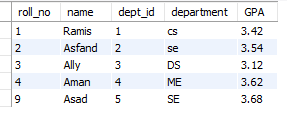 roll_no name dept_id department GPA
1 Ramis 1 cs 3.42
2 Asfand 2 se 3.54
3 Ally 3 DS 3.12
4 Aman 4 ME 3.62
9 Asad 5 SE 3.68